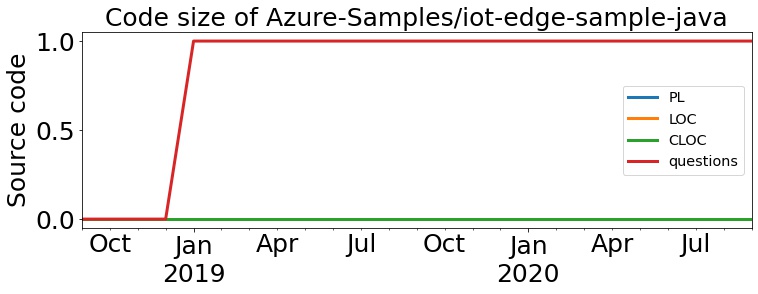 Code size of Azure-Samples/iot-edge-sample-java
Source code
1.0
0.5
0.0
PL
LOC
CLOC
questions
Oct Jan Apr Jul Oct Jan Apr Jul
2019 2020